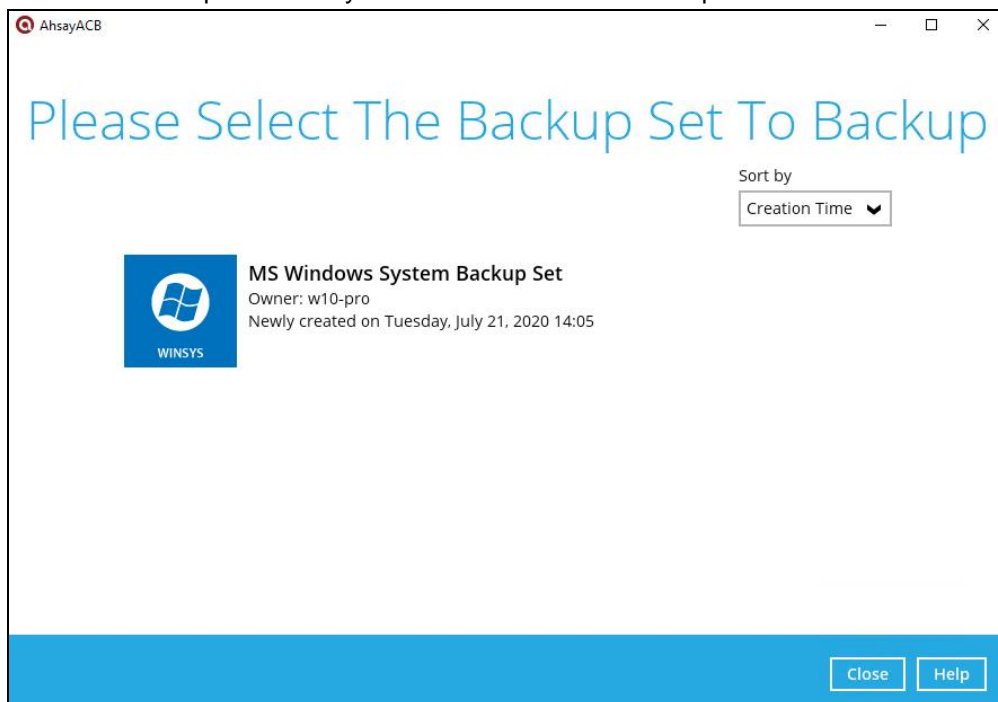 AhsayACB
Please Select The Backup Set To Backup
Sort by
Creation Time
MS Windows System Backup Set
Owner: w10-pro
Newly created on Tuesday, July 21, 2020 14:05
WINSYS
Close
Help